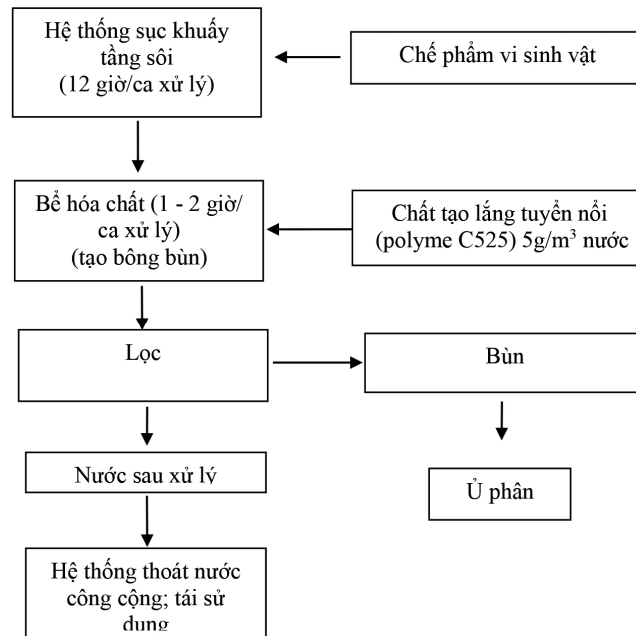 Hệ thống sục khuấy
tầng sôi
(12 giờ/ca xử lý)
Chế phẩm vi sinh vật
Bể hóa chất (1 - 2 giờ/
ca xử lý)
(tạo bông bùn)
Chất tạo lắng tuyển nổi
(polyme C525) 5g/m³ nước
Lọc
Bùn
Nước sau xử lý
Ủ phân
Hệ thống thoát nước
công cộng; tái sử
dụng